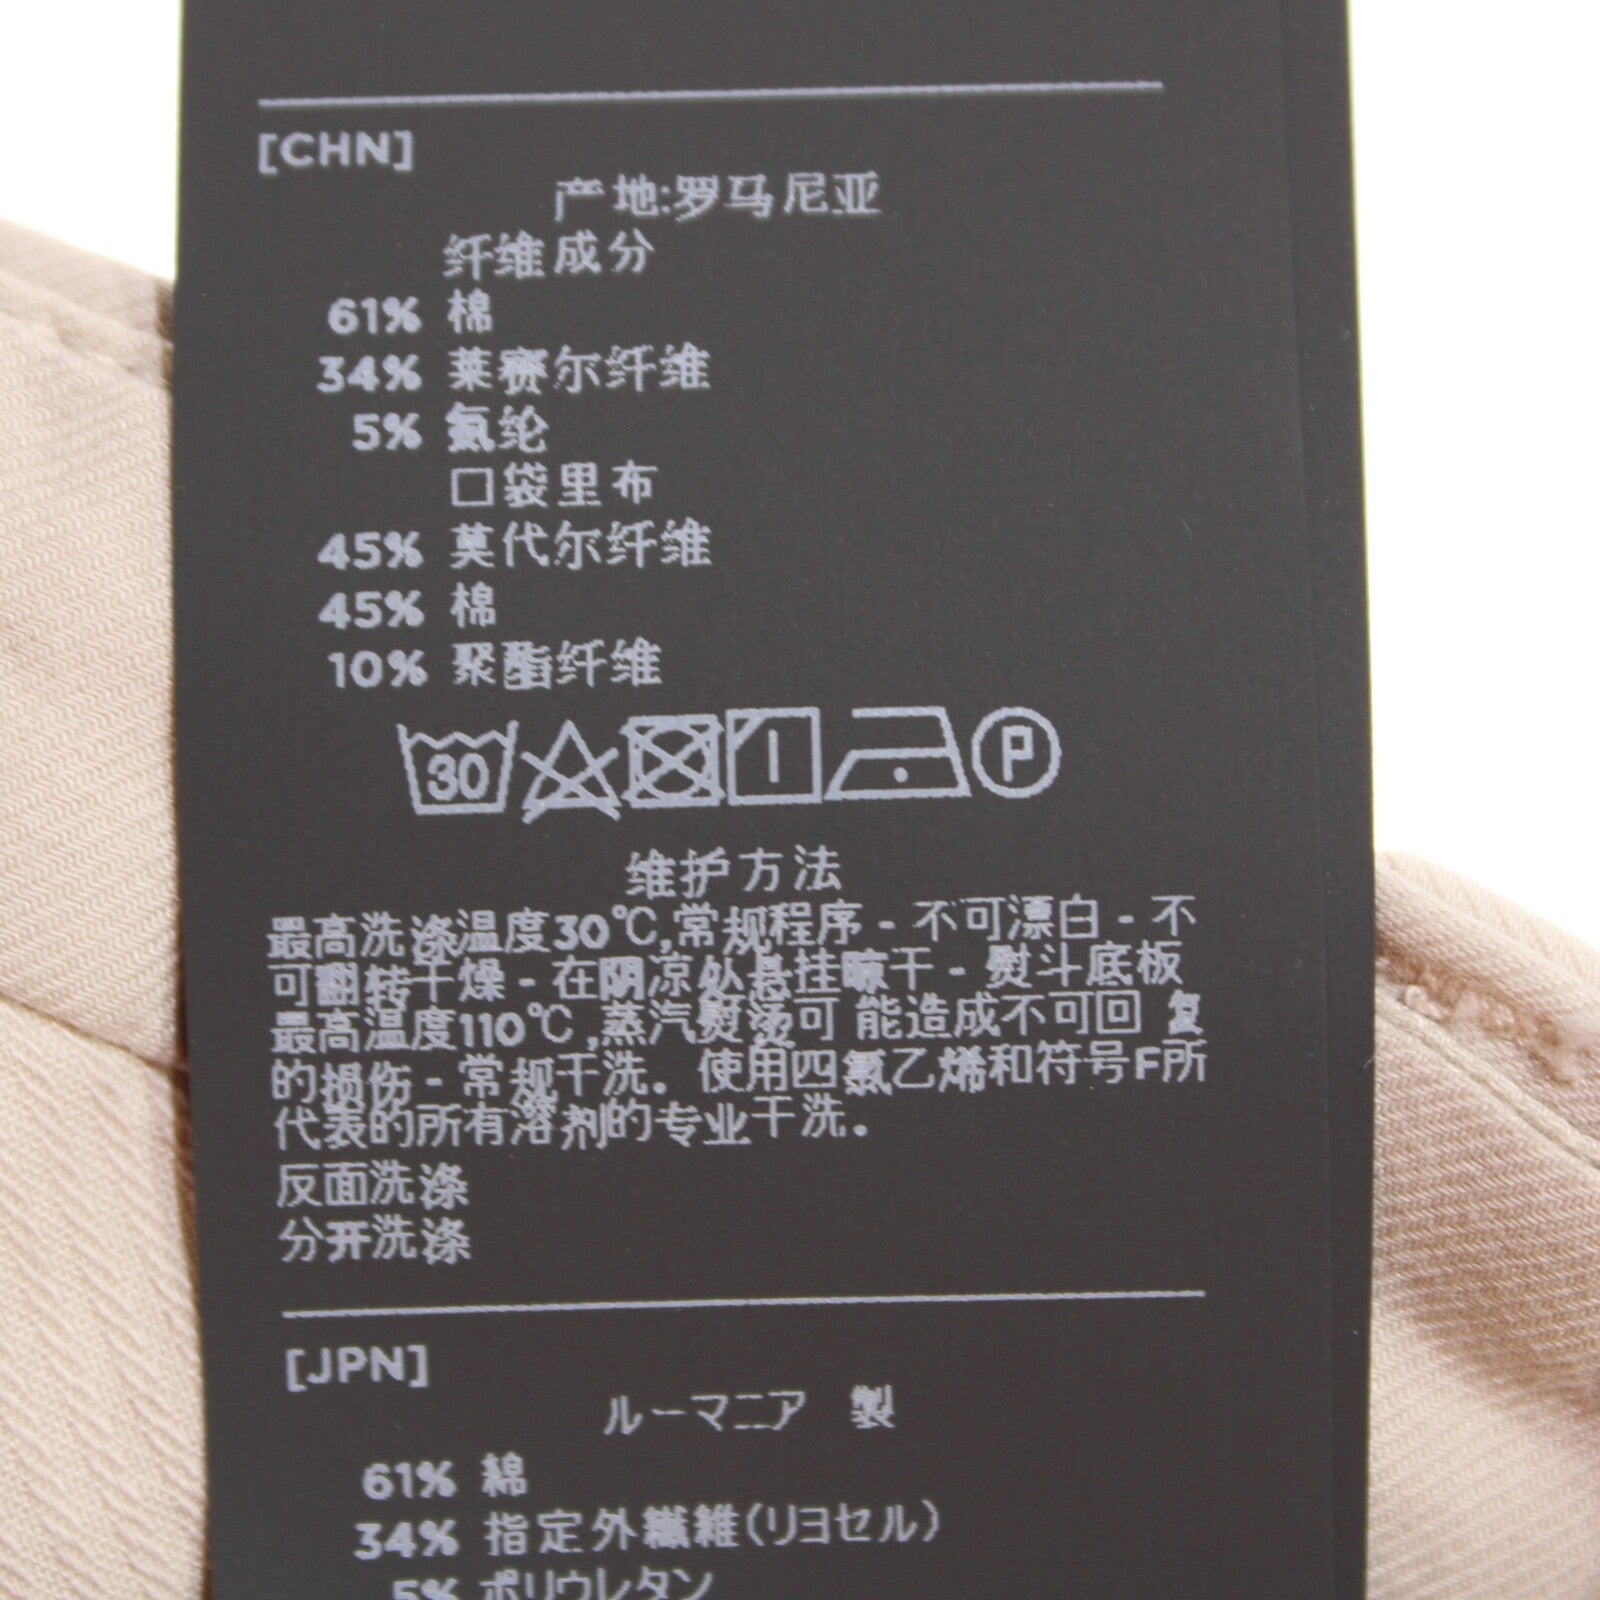 [CHN]
产地:罗马尼亚
纤维成分
61% 棉
34% 莱赛尔纤维
5% 氨纶
口袋里布
45% 莫代尔纤维
45% 棉
10% 聚酯纤维
30 P
维护方法
最高洗涤温度30℃,常规程序 - 不可漂白 - 不
可翻转干燥 - 在阴凉处悬挂晾干 - 熨斗底板
最高温度110℃,蒸汽熨烫可 能造成不可回 复
的损伤 - 常规干洗。使用四氯乙烯和符号F所
代表的所有溶剂的专业干洗。
反面洗涤
分开洗涤
[JPN]
ルーマニア 製
61% 綿
34% 指定外繊維(リヨセル)
5% ポリウレタン